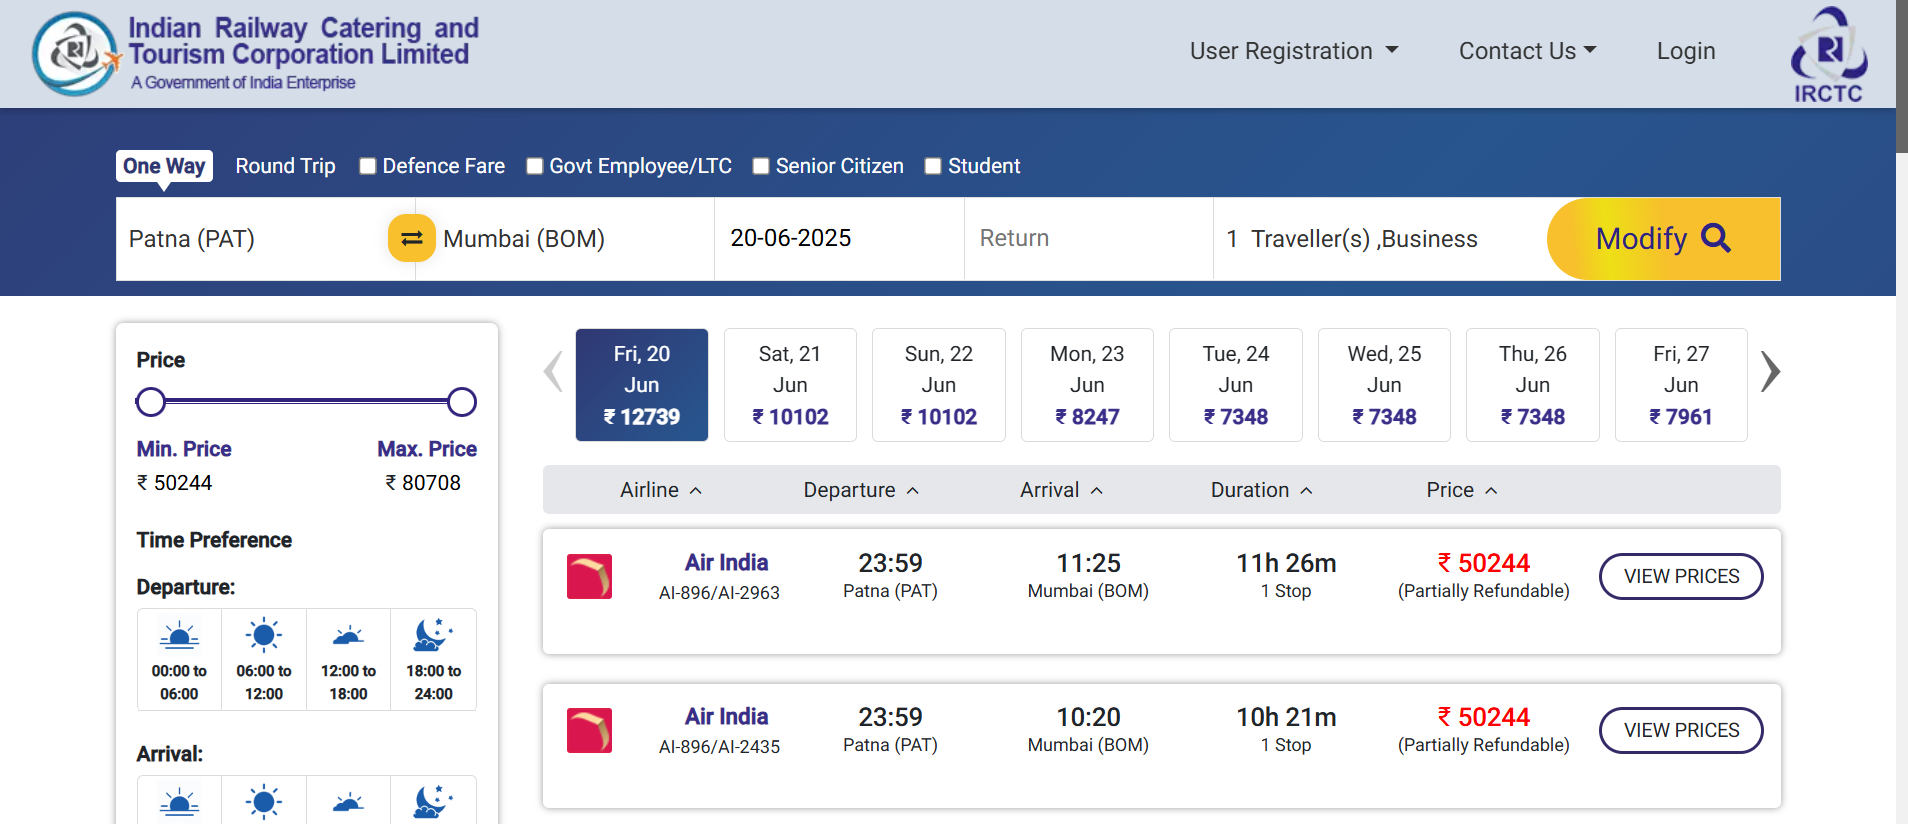 Indian Railway Catering and
Tourism Corporation Limited
A Government of India Enterprise
User Registration
Contact Us
Login
IRCTC
One Way
Round Trip
Defence Fare
Govt Employee/LTC
Senior Citizen
Student
Patna (PAT)
Mumbai (BOM)
20-06-2025
Return
1 Traveller(s) ,Business
Modify
Price
Min. Price
Max. Price
₹ 50244
₹ 80708
Time Preference
Departure:
00:00 to
06:00
06:00 to
12:00
12:00 to
18:00
18:00 to
24:00
Arrival:
Fri, 20
Jun
₹ 12739
Sat, 21
Jun
₹ 10102
Sun, 22
Jun
₹ 10102
Mon, 23
Jun
₹ 8247
Tue, 24
Jun
₹ 7348
Wed, 25
Jun
₹ 7348
Thu, 26
Jun
₹ 7348
Fri, 27
Jun
₹ 7961
Airline
Departure
Arrival
Duration
Price
Air India
AI-896/AI-2963
23:59
Patna (PAT)
11:25
Mumbai (BOM)
11h 26m
1 Stop
₹ 50244
(Partially Refundable)
VIEW PRICES
Air India
AI-896/AI-2435
23:59
Patna (PAT)
10:20
Mumbai (BOM)
10h 21m
1 Stop
₹ 50244
(Partially Refundable)
VIEW PRICES